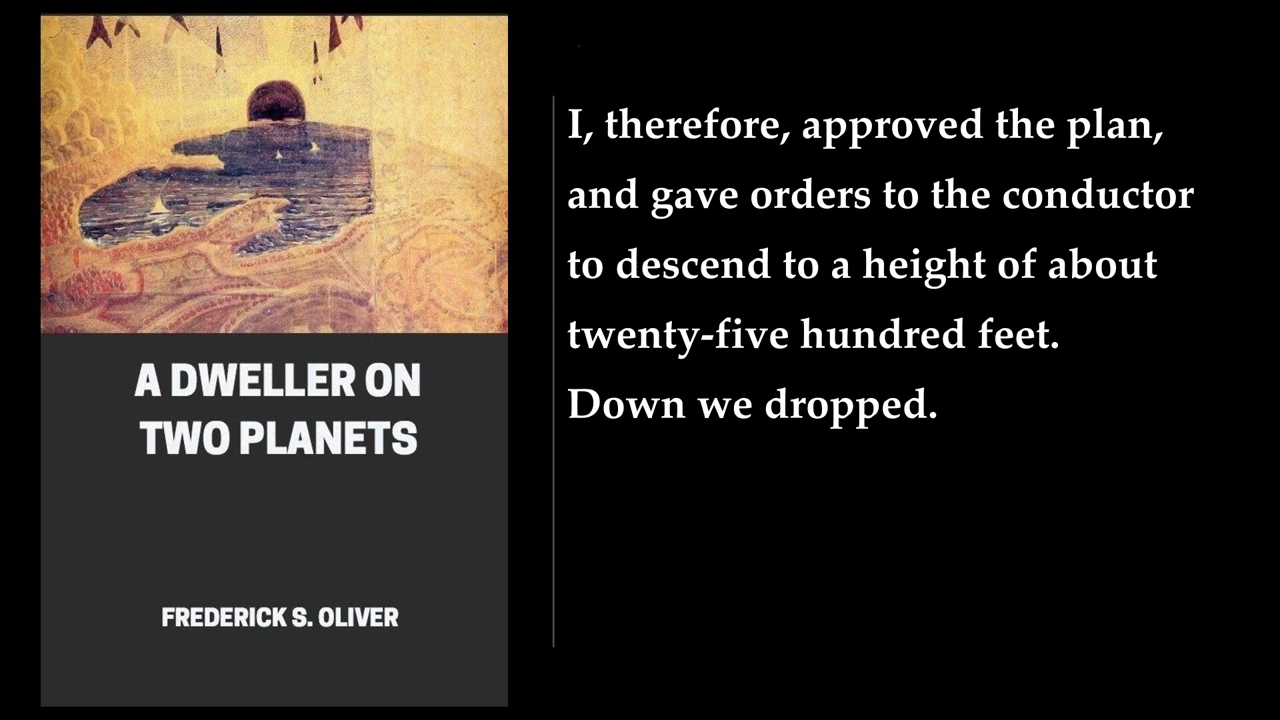 A DWELLER ON
TWO PLANETS
FREDERICK S. OLIVER
I, therefore, approved the plan,
and gave orders to the conductor
to descend to a height of about
twenty-five hundred feet.
Down we dropped.